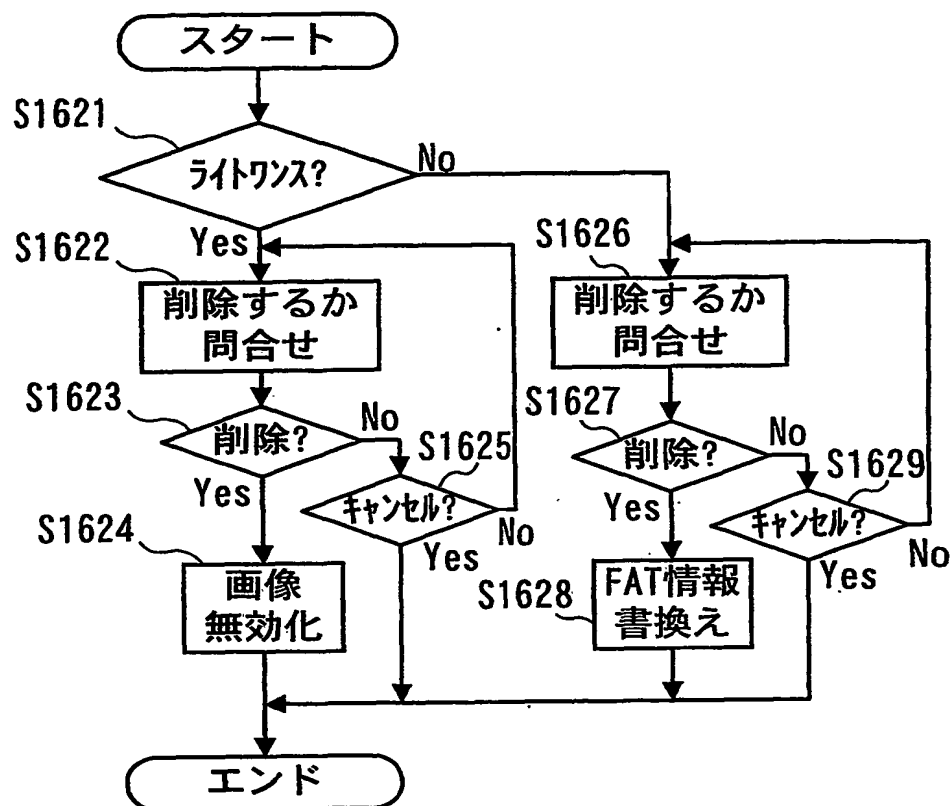 スタート
S1621
ライトワンス?
No
Yes
S1622
削除するか
問合せ
S1626
削除するか
問合せ
S1623
削除?
No
Yes
S1625
キャンセル?
No
Yes
S1627
削除?
No
Yes
S1629
キャンセル?
No
Yes
S1624
画像
無効化
S1628
FAT情報
書換え
エンド